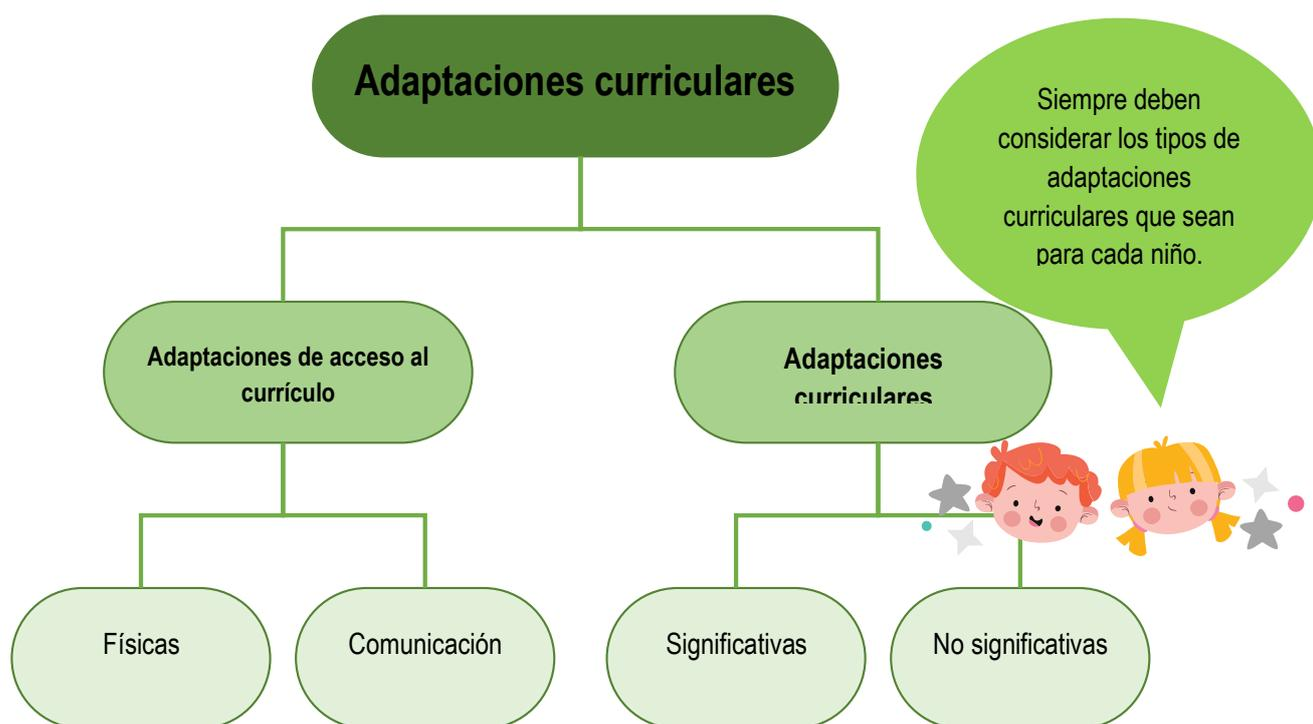 Adaptaciones curriculares
Siempre deben
considerar los tipos de
adaptaciones
curriculares que sean
para cada niño.
Adaptaciones de acceso al
currículo
Adaptaciones
curriculares
Físicas
Comunicación
Significativas
No significativas